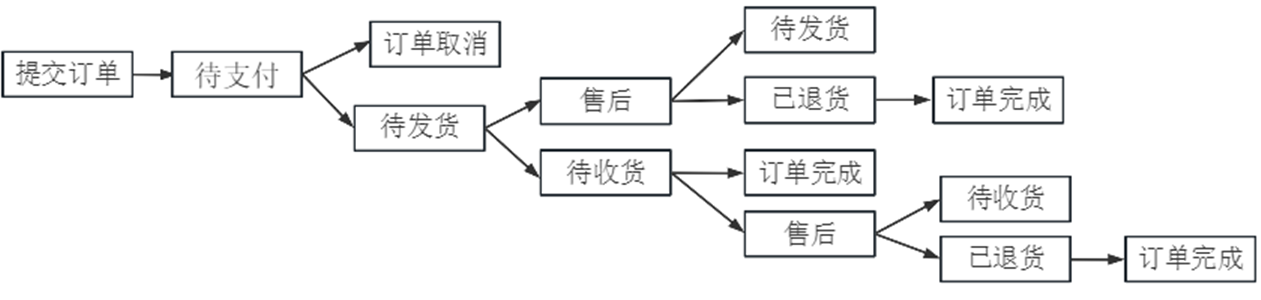 提交订单
待支付
订单取消
待发货
售后
待发货
已退货
订单完成
待收货
订单完成
售后
待收货
已退货
订单完成